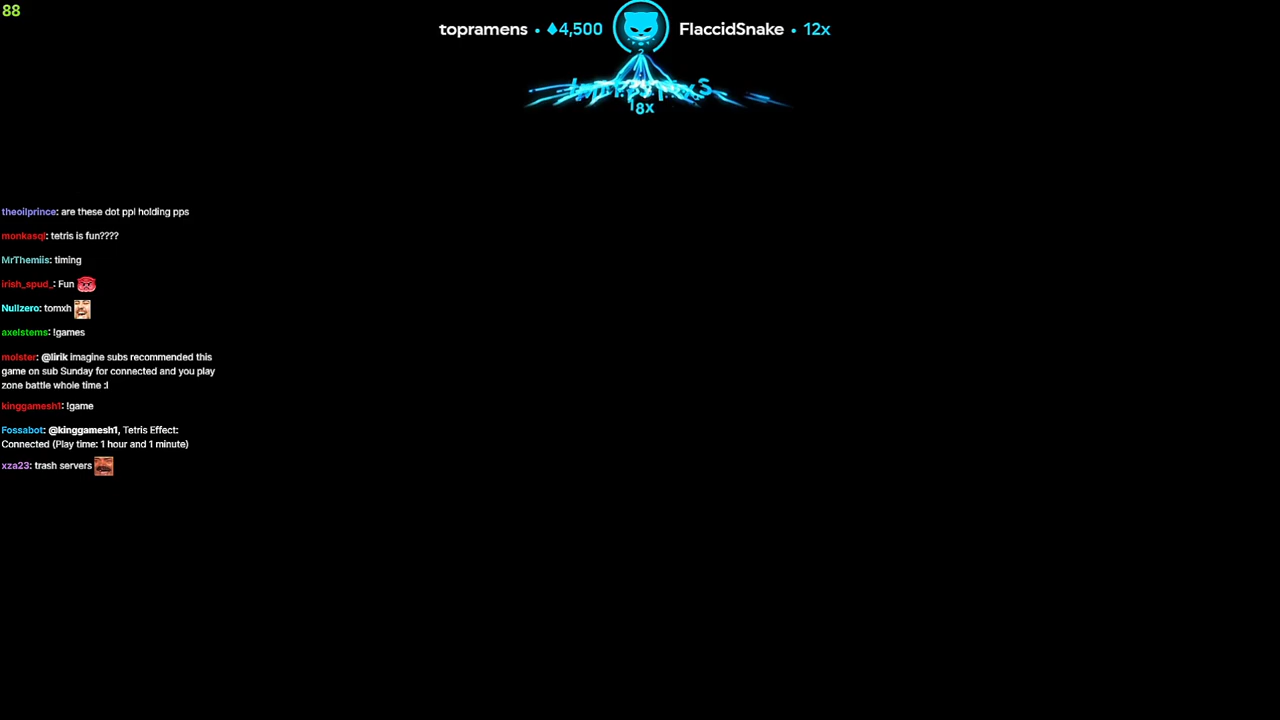 88
topramens • 4,500 FlaccidSnake • 12x
18x
theoilprince: are these dot ppl holding pps
monkasql: tetris is fun????
MrThemiis: timing
irish_spud_: Fun
Nullzero: tomxh
axelstems: !games
molster: @lirik imagine subs recommended this
game on sub Sunday for connected and you play
zone battle whole time :l
kinggamesh1: !game
Fossabot: @kinggamesh1, Tetris Effect:
Connected (Play time: 1 hour and 1 minute)
xza23: trash servers